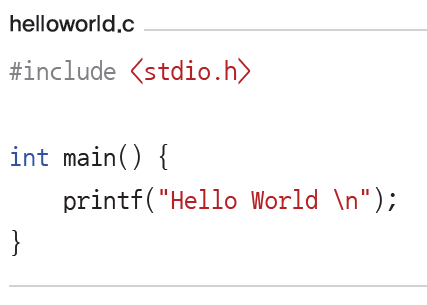 helloworld.c
#include <stdio.h>
int main() {
    printf("Hello World \n");
}